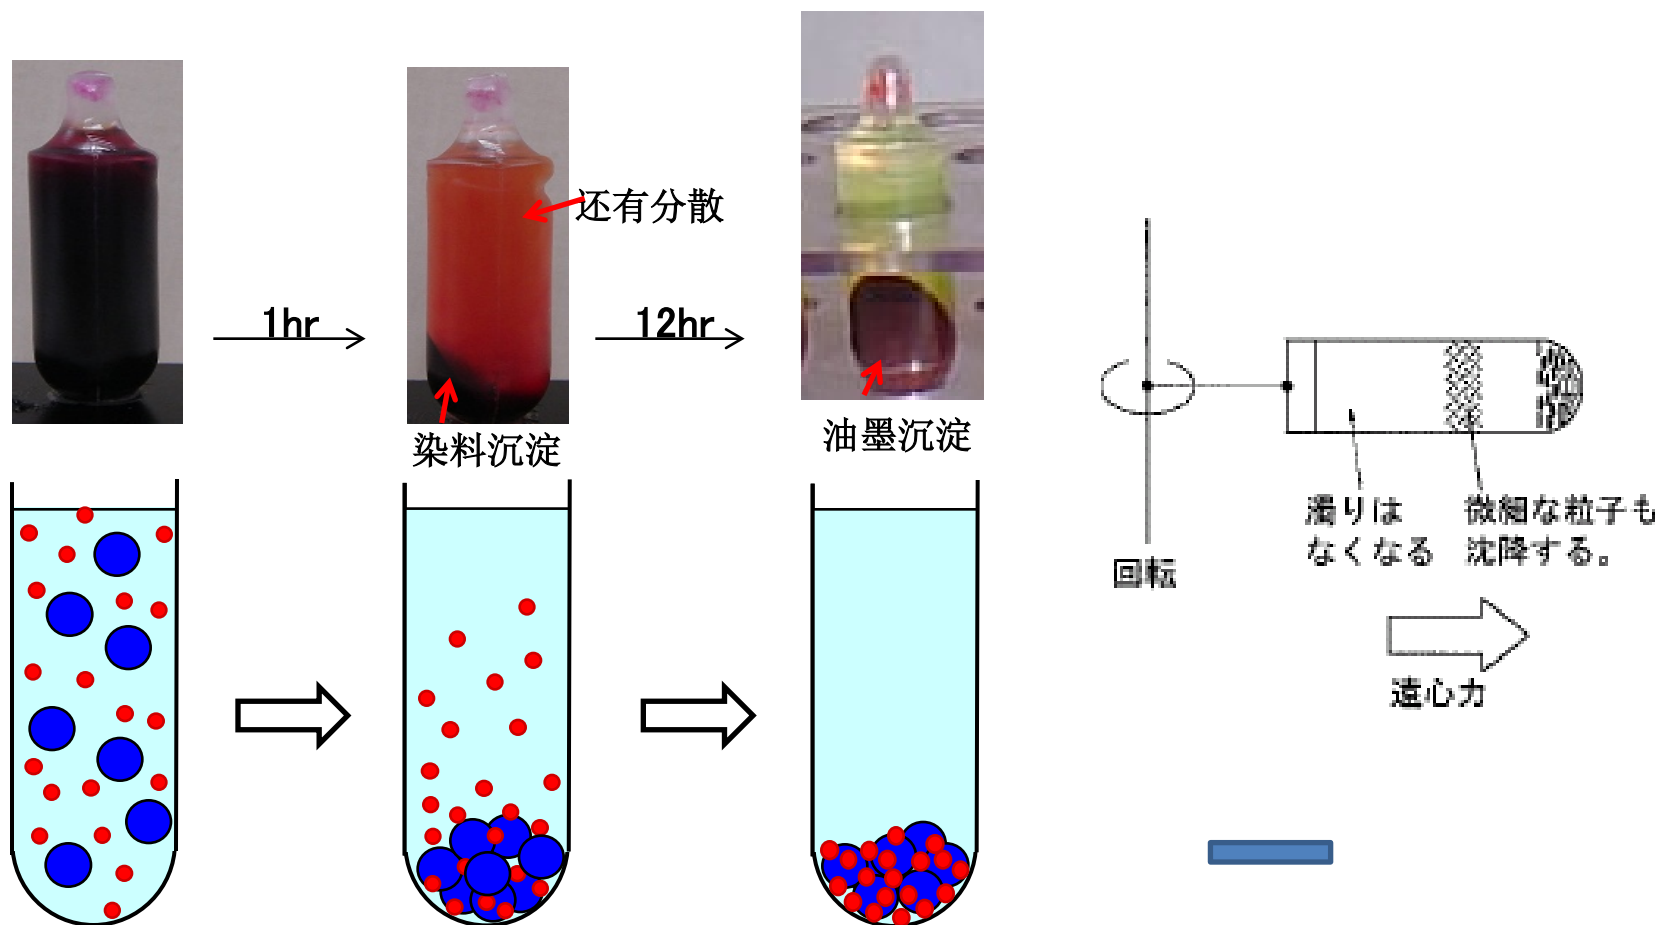 还有分散
1hr
12hr
染料沉淀
油墨沉淀
濁りは
なくなる
微細な粒子も
沈降する。
回転
遠心力